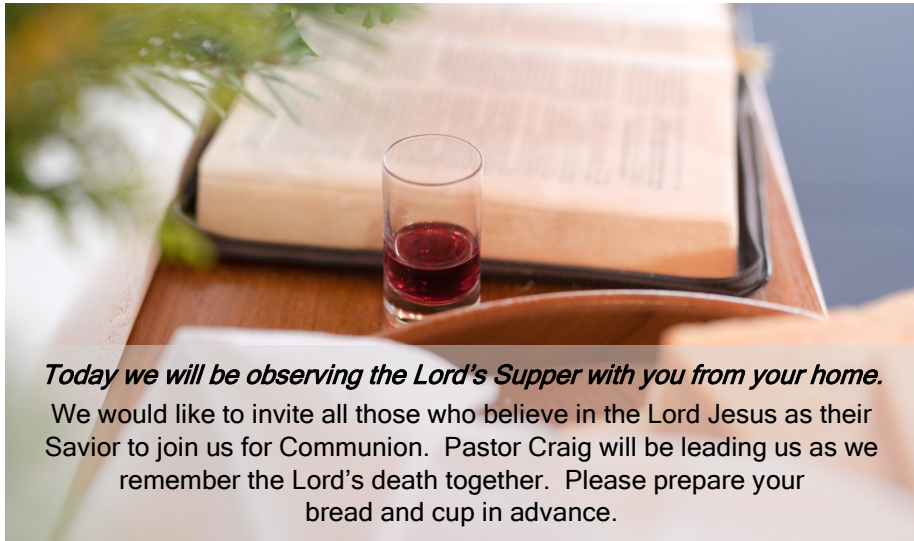 Today we will be observing the Lord's Supper with you from your home.
We would like to invite all those who believe in the Lord Jesus as their
Savior to join us for Communion.  Pastor Craig will be leading us as we
remember the Lord's death together.  Please prepare your
bread and cup in advance.